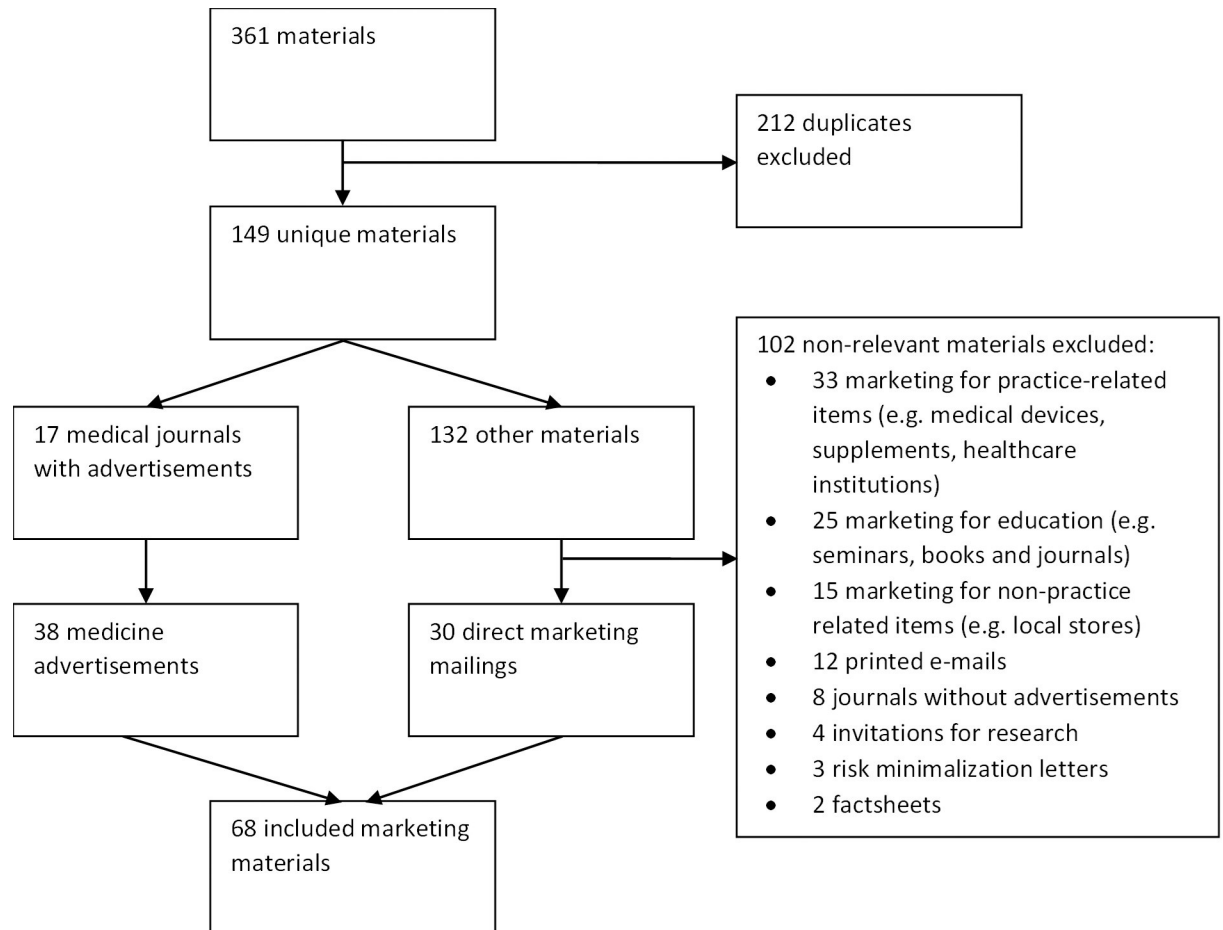 361 materials
212 duplicates
excluded
149 unique materials
17 medical journals
with advertisements
132 other materials
102 non-relevant materials excluded:
• 33 marketing for practice-related
items (e.g. medical devices,
supplements, healthcare
institutions)
• 25 marketing for education (e.g.
seminars, books and journals)
• 15 marketing for non-practice
related items (e.g. local stores)
• 12 printed e-mails
• 8 journals without advertisements
• 4 invitations for research
• 3 risk minimalization letters
• 2 factsheets
38 medicine
advertisements
30 direct marketing
mailings
68 included marketing
materials